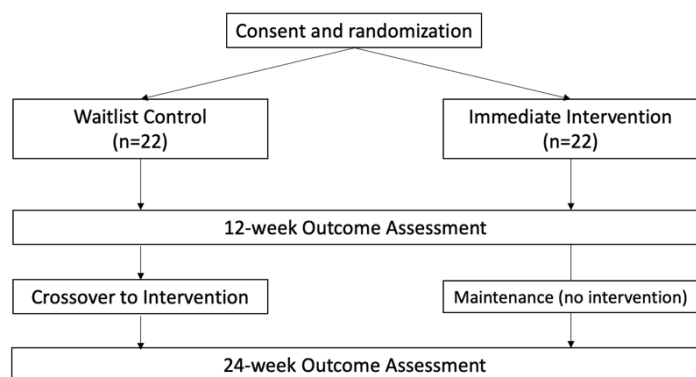 Consent and randomization
Waitlist Control
(n=22)
Immediate Intervention
(n=22)
12-week Outcome Assessment
Crossover to Intervention
Maintenance (no intervention)
24-week Outcome Assessment